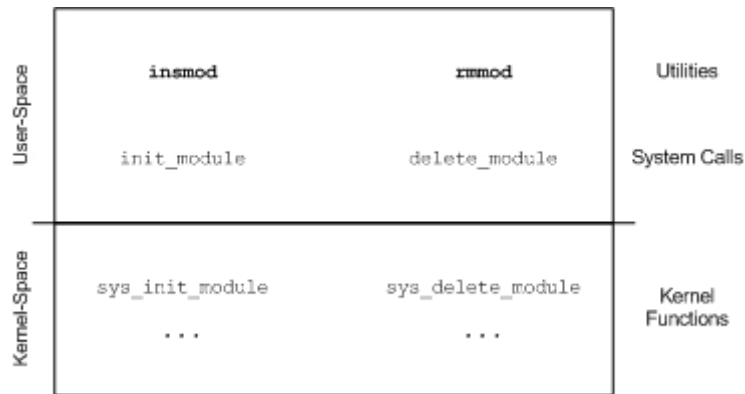 User-Space
insmod
rmmod
Utilities
init_module
delete_module
System Calls
Kernel-Space
sys_init_module
sys_delete_module
Kernel
Functions
...
...